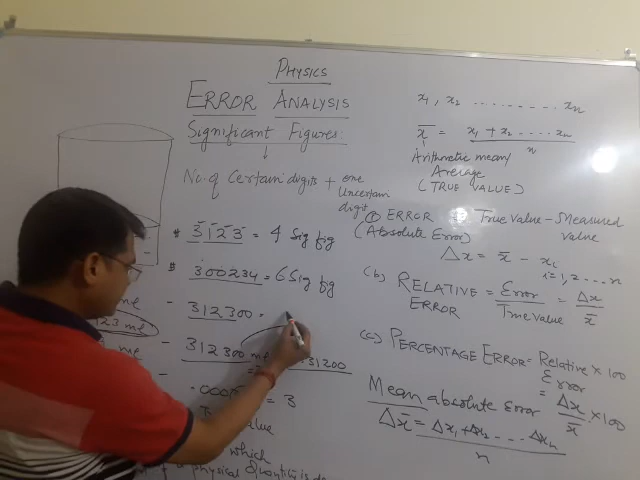 PHYSICS
ERROR ANALYSIS
Significant Figures:
↓
No. of Certain digits + one Uncertain digit
* 3123 = 4 Sig fig
* 300234 = 6 Sig fig
- 312300 =
- 312300 m
31200
= 3
which
x₁, x₂ .......... xₙ
x̄ = x₁ + x₂ ..... xₙ / n
Arithmetic mean/
Average
(TRUE VALUE)
ERROR = True value - Measured value
(Absolute Error)
Δx = x̄ - xᵢ
i = 1, 2 .... n
(b) RELATIVE ERROR = Error / True value = Δx / x̄
(c) PERCENTAGE ERROR = Relative Error × 100
= Δx / x̄ × 100
Mean absolute error
Δx̄ = Δx₁ + Δx₂ ..... Δxₙ / n